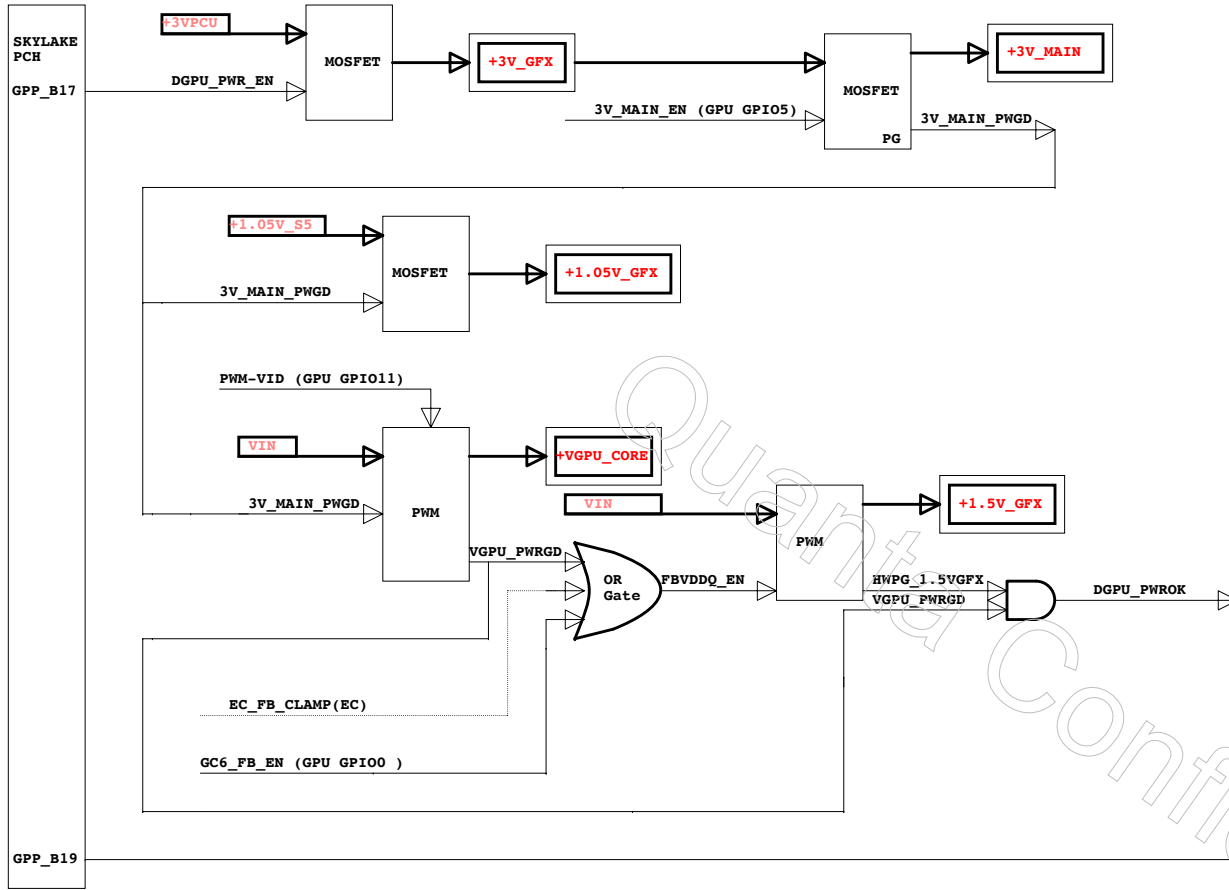 SKYLAKE
PCH
GPP_B17
+3VPCU
DGPU_PWR_EN
MOSFET
+3V_GFX
3V_MAIN_EN (GPU GPIO5)
MOSFET
PG
+3V_MAIN
3V_MAIN_PWGD
+1.05V_S5
MOSFET
+1.05V_GFX
3V_MAIN_PWGD
PWM-VID (GPU GPIO11)
VIN
+VGPU_CORE
3V_MAIN_PWGD
PWM
VIN
+1.5V_GFX
PWM
VGPU_PWRGD
OR
Gate
FBVDDQ_EN
HWPG_1.5VGFX
VGPU_PWRGD
DGPU_PWROK
EC_FB_CLAMP(EC)
GC6_FB_EN (GPU GPIO0 )
GPP_B19
Quanta Confi